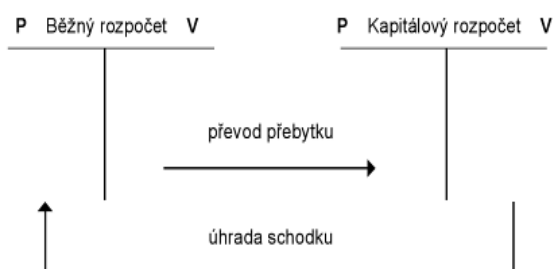 P Běžný rozpočet V P Kapitálový rozpočet V
převod přebytku
úhrada schodku